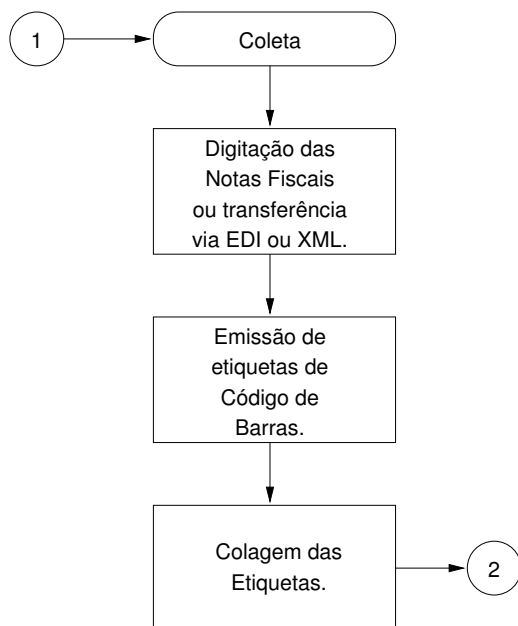 1
Coleta
Digitação das
Notas Fiscais
ou transferência
via EDI ou XML.
Emissão de
etiquetas de
Código de
Barras.
Colagem das
Etiquetas.
2